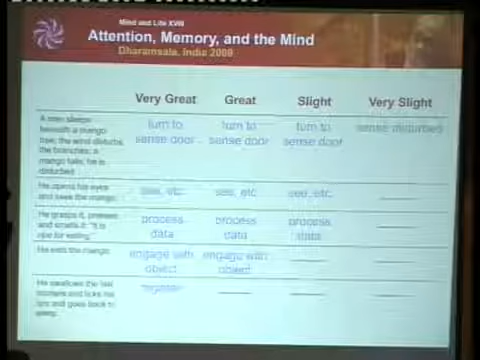 Mind and Life XVIII
Attention, Memory, and the Mind
Dharamsala, India 2009
Very Great Great Slight Very Slight
A man sleeps
beneath a mango
tree; the wind disturbs
the branches; a
mango falls; he is
disturbed
turn to
sense door
turn to
sense door
turn to
sense door
sense disturbed
He opens his eyes
and sees the mango
see, etc. see, etc. see, etc.
He grasps it, presses
and smells it: "It is
ripe for eating."
process
data
process
data
process
data
He eats the mango
engage with
object
engage with
object
He swallows the last
morsels and licks his
lips and goes back to
sleep.
register